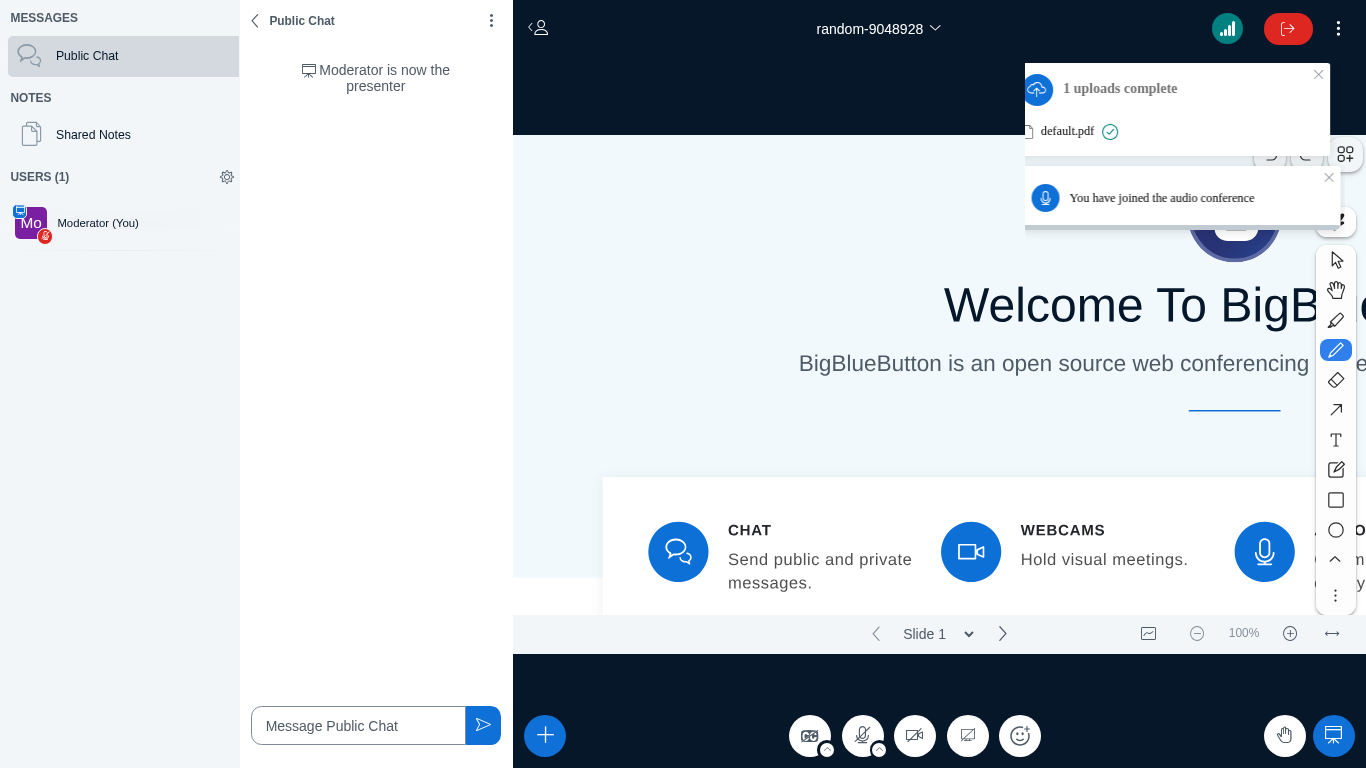 MESSAGES
Public Chat
NOTES
Shared Notes
USERS (1)
Mo
Moderator (You)
Public Chat
Moderator is now the
presenter
Message Public Chat
random-9048928
1 uploads complete
default.pdf
You have joined the audio conference
Welcome To BigB
BigBlueButton is an open source web conferencing
CHAT
Send public and private
messages.
WEBCAMS
Hold visual meetings.
T
Slide 1
100%
CC